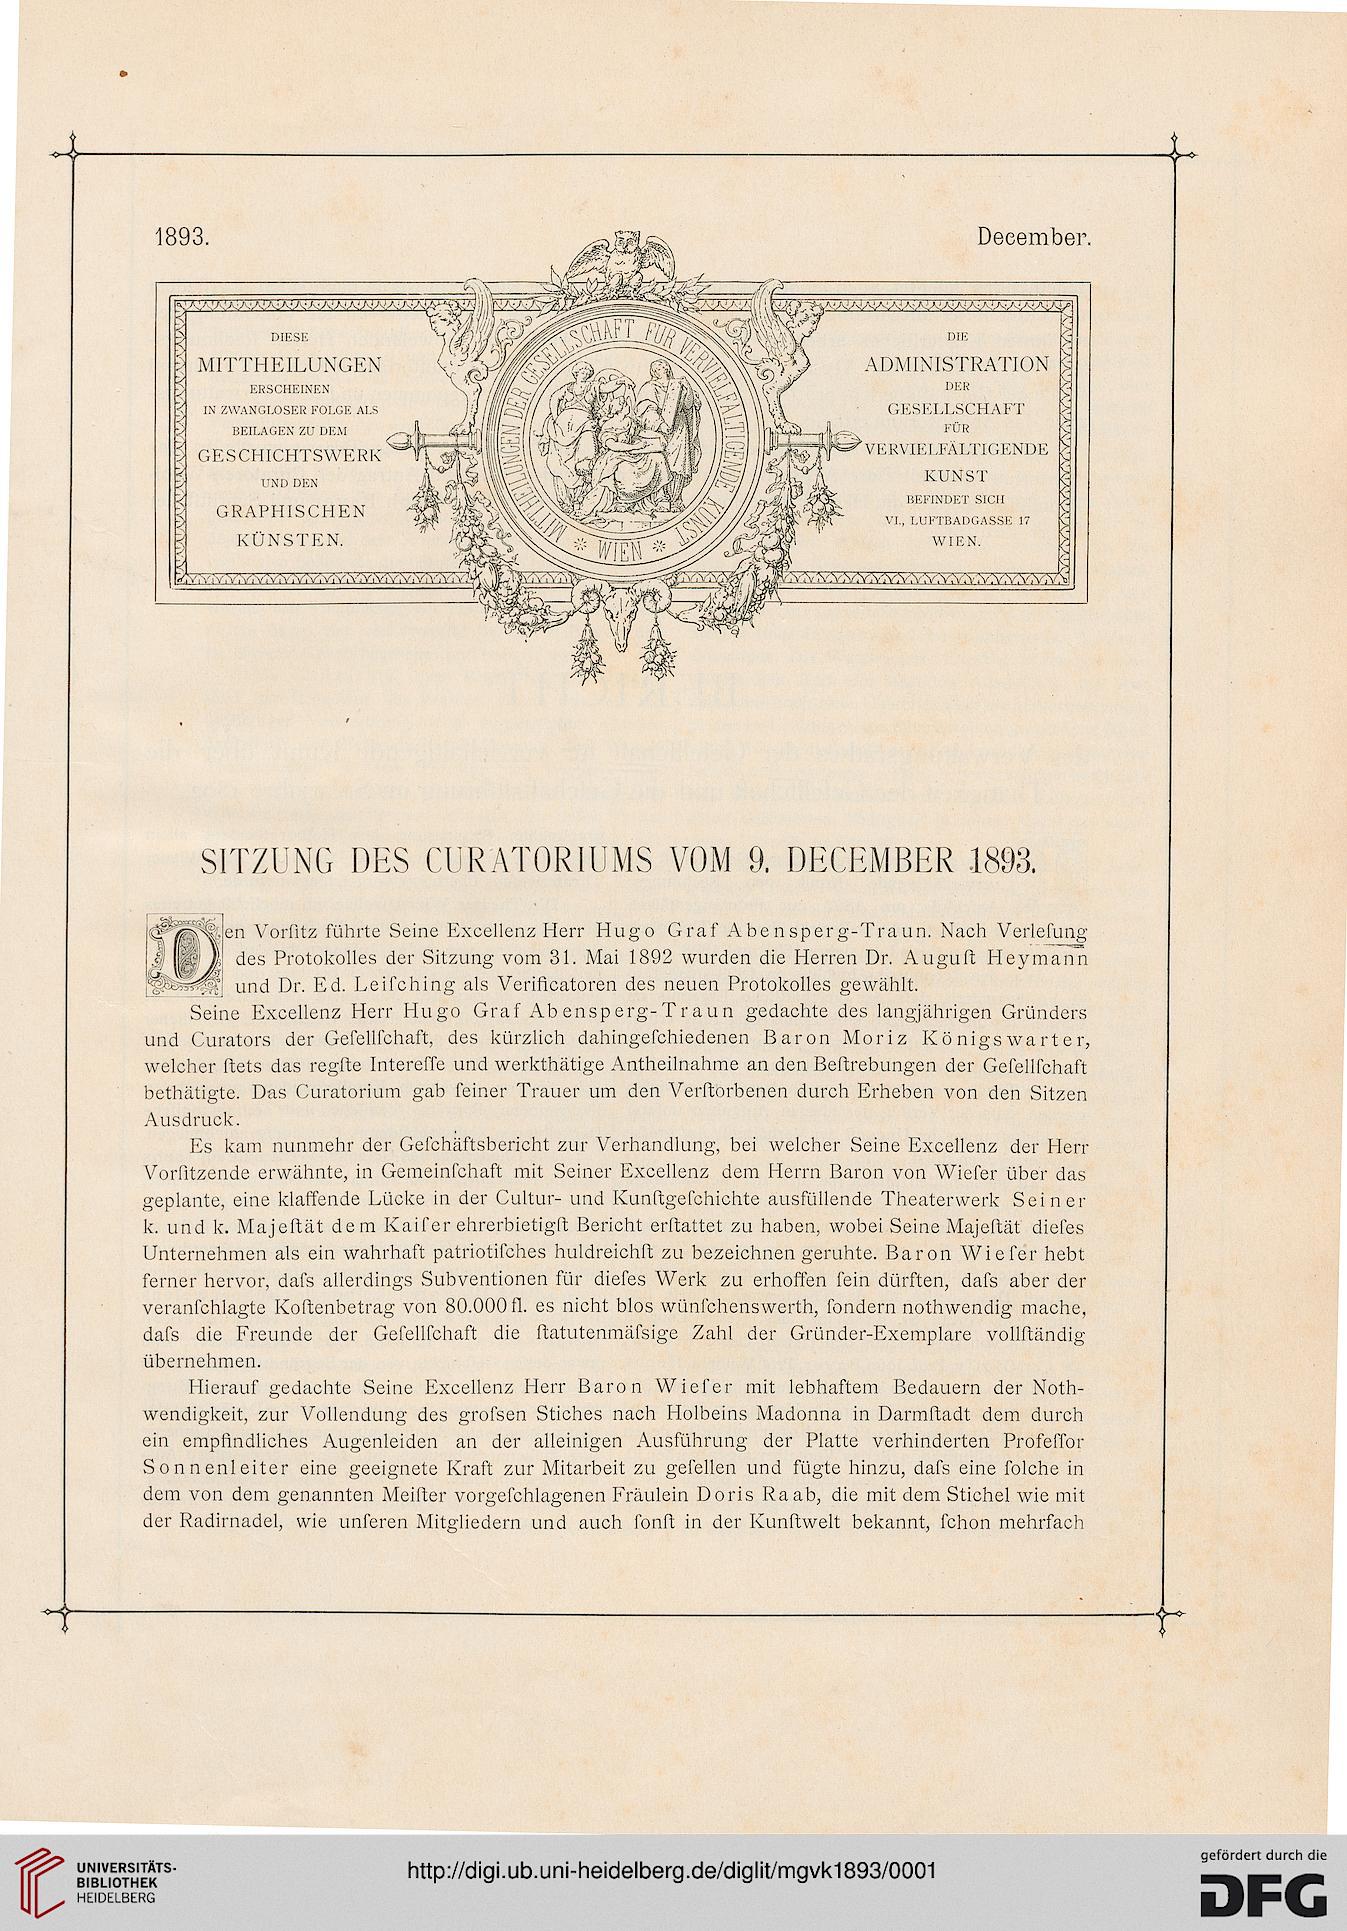 1893.
December.
DIESE
MITTHEILUNGEN
ERSCHEINEN
IN ZWANGLOSER FOLGE ALS
BEILAGEN ZU DEM
GESCHICHTSWERK
UND DEN
GRAPHISCHEN
KÜNSTEN.
MITTHEILUNGEN DER GESELLSCHAFT FÜR VERVIELFÄLTIGENDE KUNST
WIEN
DIE
ADMINISTRATION
DER
GESELLSCHAFT
FÜR
VERVIELFÄLTIGENDE
KUNST
BEFINDET SICH
VI., LUFTBADGASSE 17
WIEN.
SITZUNG DES CURATORIUMS VOM 9. DECEMBER 1893.
Den Vorſitz führte Seine Excellenz Herr Hugo Graf Abensperg-Traun. Nach Verleſung
des Protokolles der Sitzung vom 31. Mai 1892 wurden die Herren Dr. Auguſt Heymann
und Dr. Ed. Leiſching als Verificatoren des neuen Protokolles gewählt.
Seine Excellenz Herr Hugo Graf Abensperg-Traun gedachte des langjährigen Gründers
und Curators der Geſellſchaft, des kürzlich dahingeſchiedenen Baron Moriz Königswarter,
welcher ſtets das regſte Intereſſe und werkthätige Antheilnahme an den Beſtrebungen der Geſellſchaft
bethätigte. Das Curatorium gab ſeiner Trauer um den Verſtorbenen durch Erheben von den Sitzen
Ausdruck.
Es kam nunmehr der Geſchäftsbericht zur Verhandlung, bei welcher Seine Excellenz der Herr
Vorſitzende erwähnte, in Gemeinſchaft mit Seiner Excellenz dem Herrn Baron von Wieſer über das
geplante, eine klaffende Lücke in der Cultur- und Kunſtgeſchichte ausfüllende Theaterwerk Seiner
k. und k. Majeſtät dem Kaiſer ehrerbietigſt Bericht erſtattet zu haben, wobei Seine Majeſtät dieſes
Unternehmen als ein wahrhaft patriotiſches huldreichſt zu bezeichnen geruhte. Baron Wieſer hebt
ferner hervor, daſs allerdings Subventionen für dieſes Werk zu erhoffen ſein dürften, daſs aber der
veranſchlagte Koſtenbetrag von 80.000 fl. es nicht blos wünſchenswerth, ſondern nothwendig mache,
daſs die Freunde der Geſellſchaft die ſtatutenmäſsige Zahl der Gründer-Exemplare vollſtändig
übernehmen.
Hierauf gedachte Seine Excellenz Herr Baron Wieſer mit lebhaftem Bedauern der Noth-
wendigkeit, zur Vollendung des groſsen Stiches nach Holbeins Madonna in Darmſtadt dem durch
ein empfindliches Augenleiden an der alleinigen Ausführung der Platte verhinderten Profeſſor
Sonnenleiter eine geeignete Kraft zur Mitarbeit zu geſellen und fügte hinzu, daſs eine ſolche in
dem von dem genannten Meiſter vorgeſchlagenen Fräulein Doris Raab, die mit dem Stichel wie mit
der Radirnadel, wie unſeren Mitgliedern und auch ſonſt in der Kunſtwelt bekannt, ſchon mehrfach
UNIVERSITÄTS-
BIBLIOTHEK
HEIDELBERG
http://digi.ub.uni-heidelberg.de/diglit/mgvk1893/0001
gefördert durch die
DFG